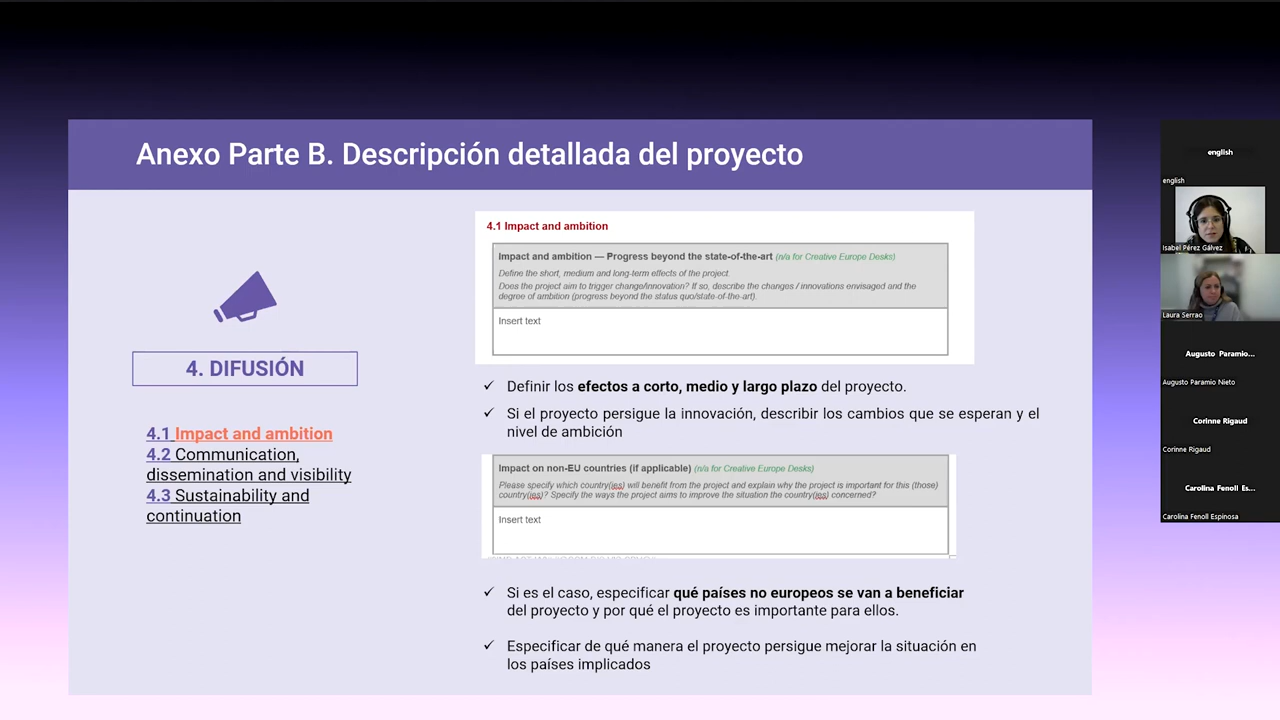 Anexo Parte B. Descripción detallada del proyecto
4. DIFUSIÓN
4.1 Impact and ambition
4.2 Communication,
dissemination and visibility
4.3 Sustainability and
continuation
4.1 Impact and ambition
Impact and ambition — Progress beyond the state-of-the-art (n/a for Creative Europe Desks)
Define the short, medium and long-term effects of the project.
Does the project aim to trigger change/innovation? If so, describe the changes / innovations envisaged and the
degree of ambition (progress beyond the status quo/state-of-the-art).
Insert text
✓ Definir los efectos a corto, medio y largo plazo del proyecto.
✓ Si el proyecto persigue la innovación, describir los cambios que se esperan y el
nivel de ambición
Impact on non-EU countries (if applicable) (n/a for Creative Europe Desks)
Please specify which country(ies) will benefit from the project and explain why the project is important for this (those)
country(ies)? Specify the ways the project aims to improve the situation the country(ies) concerned?
Insert text
✓ Si es el caso, especificar qué países no europeos se van a beneficiar
del proyecto y por qué el proyecto es importante para ellos.
✓ Especificar de qué manera el proyecto persigue mejorar la situación en
los países implicados
english
english
Isabel Pérez Gálvez
Laura Serrao
Augusto Paramio...
Augusto Paramio Nieto
Corinne Rigaud
Corinne Rigaud
Carolina Fenoll Es...
Carolina Fenoll Espinosa